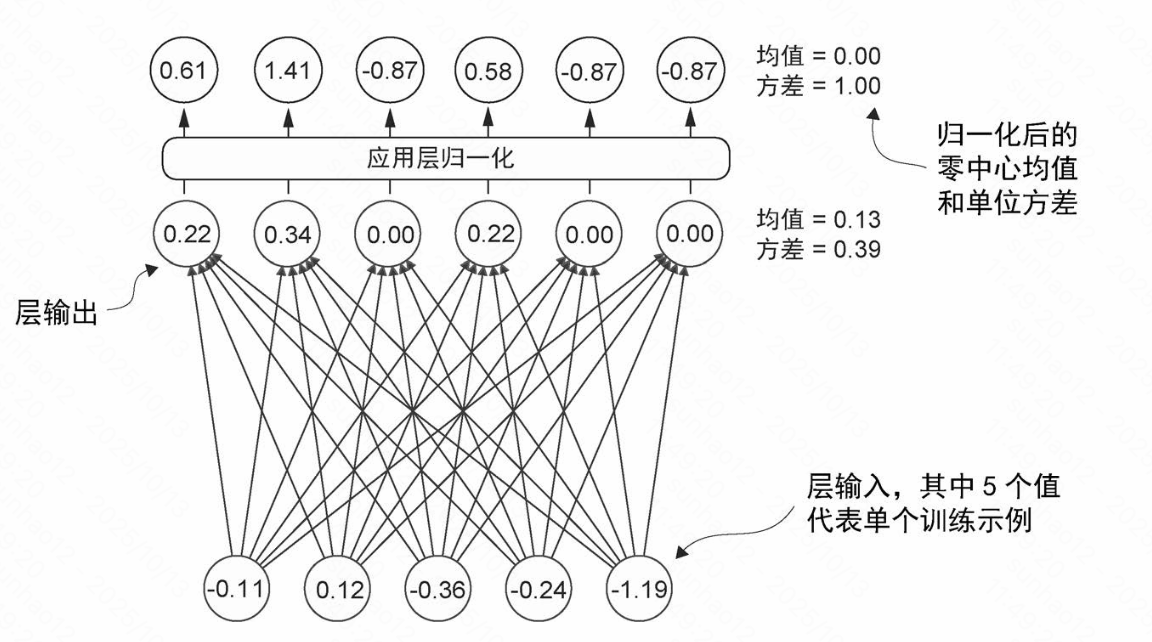 0.61 1.41 -0.87 0.58 -0.87 -0.87
均值 = 0.00
方差 = 1.00
归一化后的
零中心均值
和单位方差
应用层归一化
0.22 0.34 0.00 0.22 0.00 0.00
均值 = 0.13
方差 = 0.39
层输出
层输入，其中 5 个值
代表单个训练示例
-0.11 0.12 -0.36 -0.24 -1.19